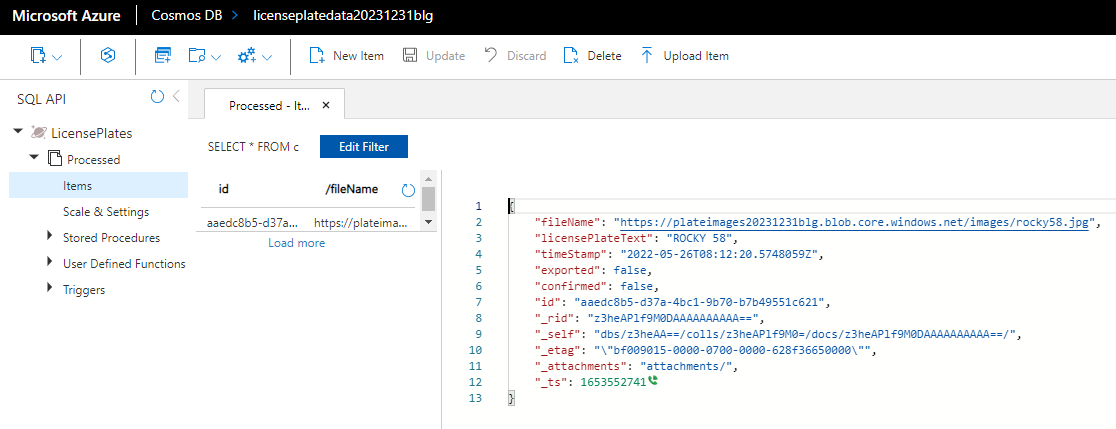 Microsoft Azure Cosmos DB > licenseplatedata20231231blg
New Item Update Discard Delete Upload Item
SQL API
Processed - It... ×
LicensePlates
Processed
Items
Scale & Settings
Stored Procedures
User Defined Functions
Triggers
SELECT * FROM c Edit Filter
id /fileName
aaedc8b5-d37a... https://plateima...
Load more
1 {
2 "fileName": "https://plateimages20231231blg.blob.core.windows.net/images/rocky58.jpg",
3 "licensePlateText": "ROCKY 58",
4 "timeStamp": "2022-05-26T08:12:20.5748059Z",
5 "exported": false,
6 "confirmed": false,
7 "id": "aaedc8b5-d37a-4bc1-9b70-b7b49551c621",
8 "_rid": "z3heAPlf9M0DAAAAAAAAAA==",
9 "_self": "dbs/z3heAA==/colls/z3heAPlf9M0=/docs/z3heAPlf9M0DAAAAAAAAAA==/",
10 "_etag": "\"bf009015-0000-0700-0000-628f36650000\"",
11 "_attachments": "attachments/",
12 "_ts": 1653552741
13 }